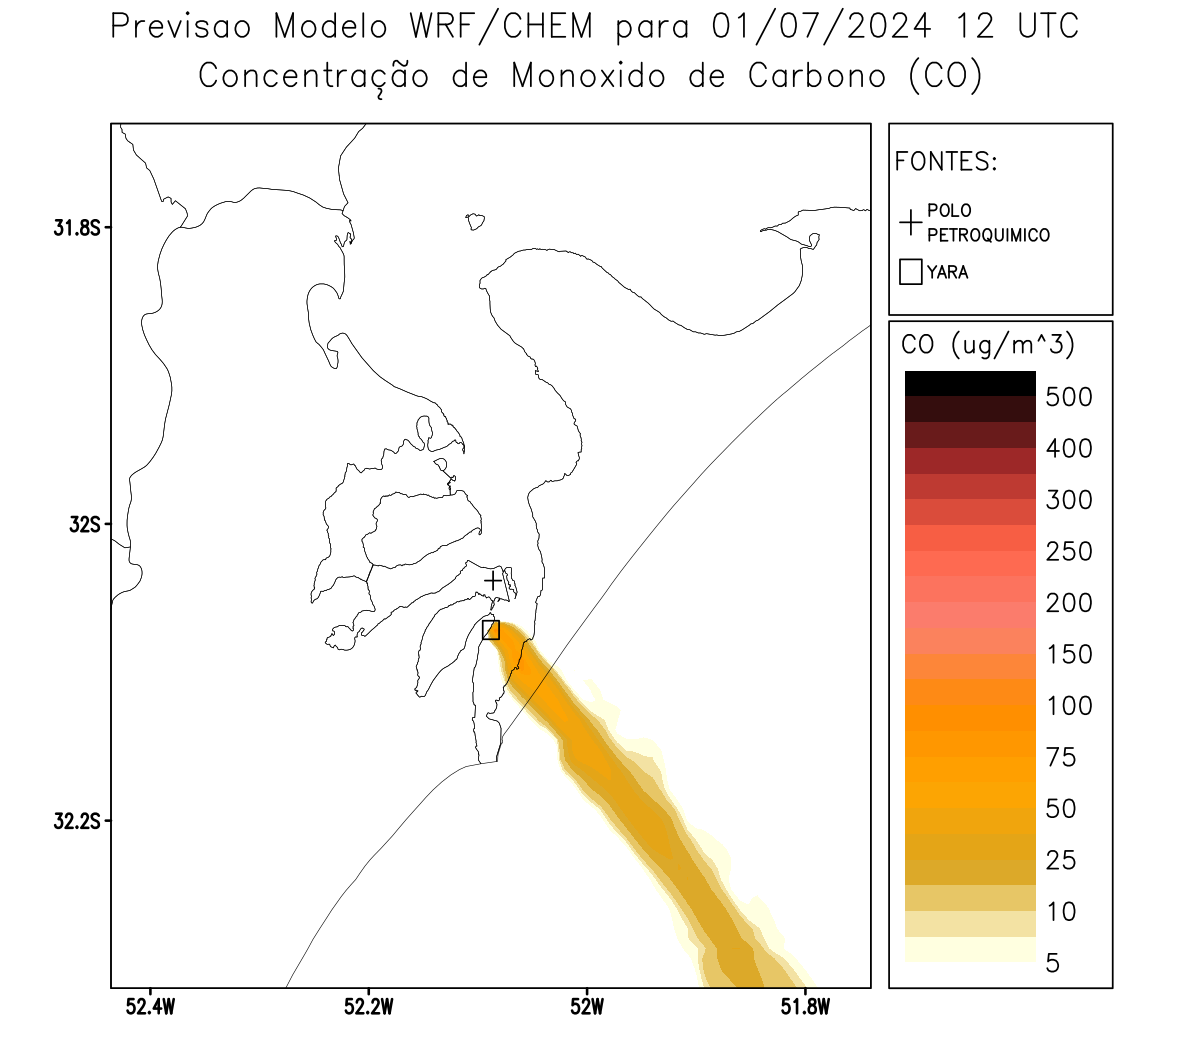 Previsao Modelo WRF/CHEM para 01/07/2024 12 UTC
Concentração de Monoxido de Carbono (CO)
FONTES:
POLO
PETROQUIMICO
YARA
CO (ug/m^3)
500
400
300
250
200
150
100
75
50
25
10
5
31.8S
32S
32.2S
52.4W
52.2W
52W
51.8W